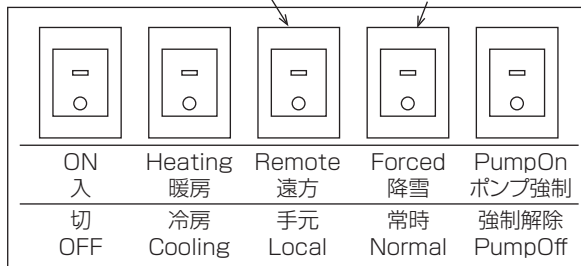 ON Heating Remote Forced PumpOn
入 暖房 遠方 降雪 ポンプ強制
切 冷房 手元 常時 強制解除
OFF Cooling Local Normal PumpOff